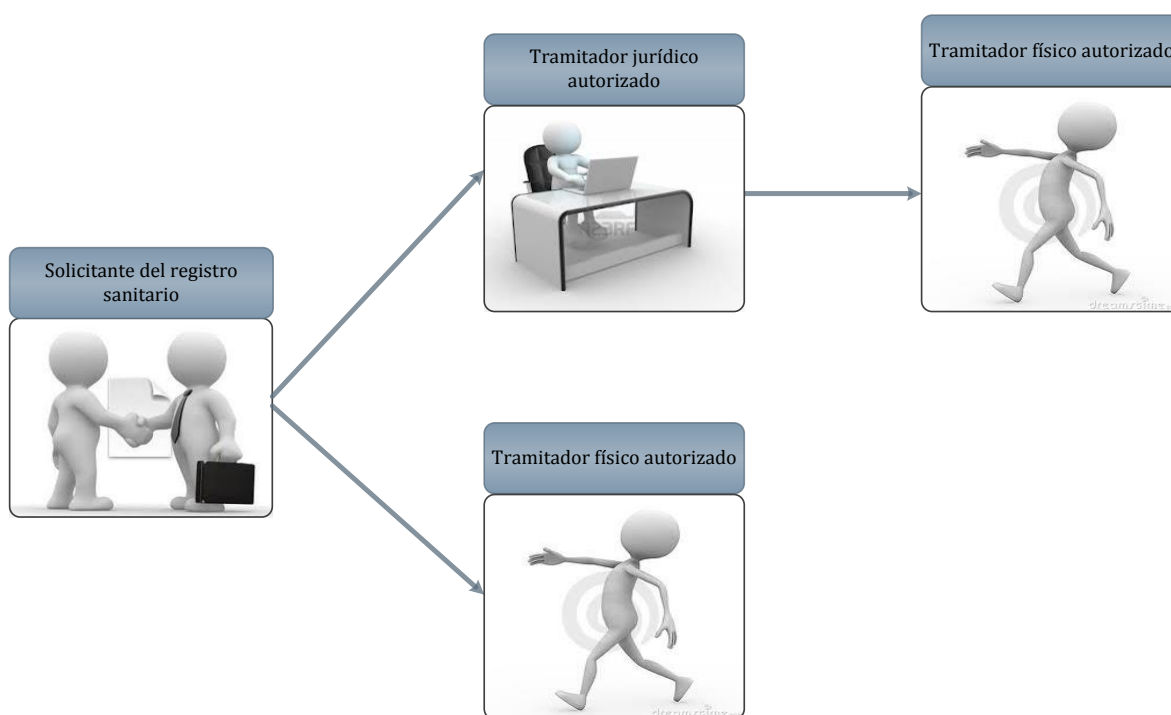 Tramitador jurídico
autorizado
Tramitador físico autorizado
Solicitante del registro
sanitario
Tramitador físico autorizado